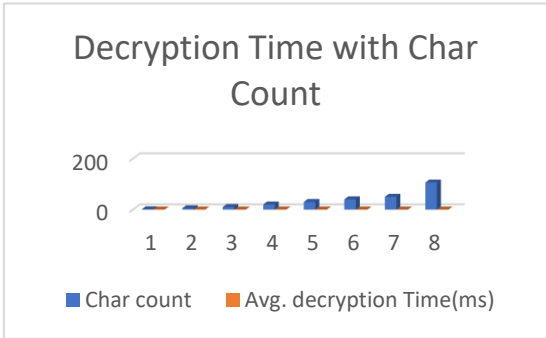 Decryption Time with Char
Count
200
0
1 2 3 4 5 6 7 8
Char count Avg. decryption Time(ms)